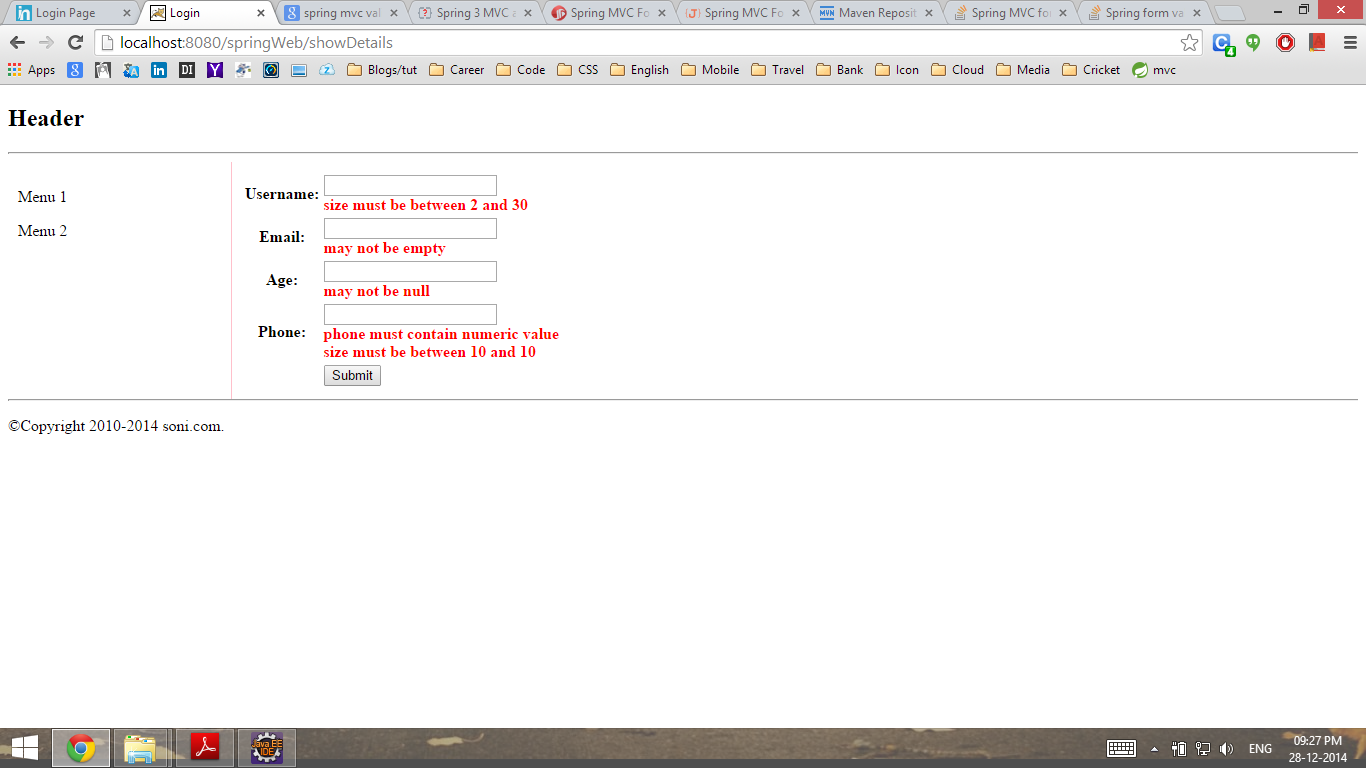 Login Page
Login
spring mvc val
Spring 3 MVC a
Spring MVC Fo
Spring MVC Fo
Maven Reposit
Spring MVC fo
Spring form va
localhost:8080/springWeb/showDetails
Apps
Blogs/tut
Career
Code
CSS
English
Mobile
Travel
Bank
Icon
Cloud
Media
Cricket
mvc
Header
Menu 1
Menu 2
Username:
size must be between 2 and 30
Email:
may not be empty
Age:
may not be null
Phone:
phone must contain numeric value
size must be between 10 and 10
Submit
©Copyright 2010-2014 soni.com.
Java EE
IDE
ENG
09:27 PM
28-12-2014